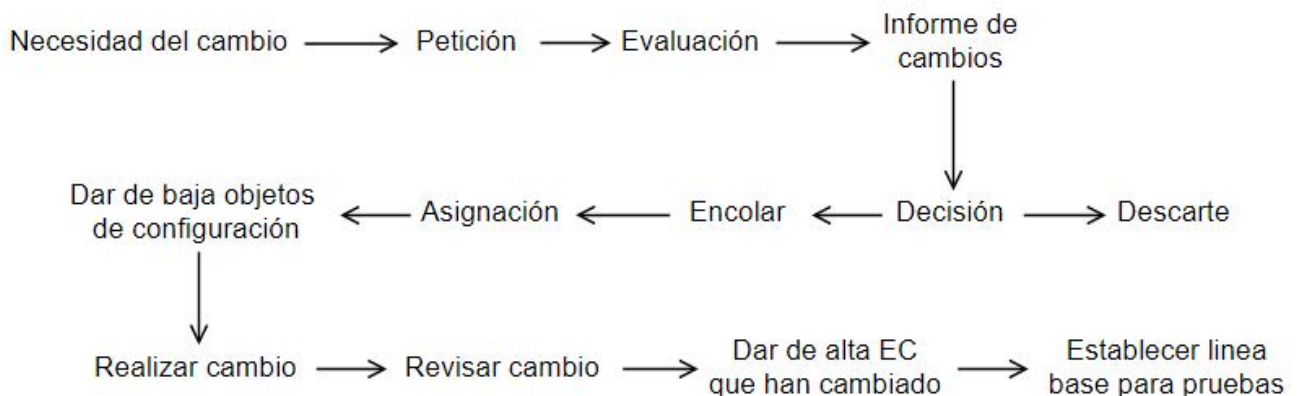 Necesidad del cambio
Petición
Evaluación
Informe de
cambios
Dar de baja objetos
de configuración
Asignación
Encolar
Decisión
Descarte
Realizar cambio
Revisar cambio
Dar de alta EC
que han cambiado
Establecer linea
base para pruebas